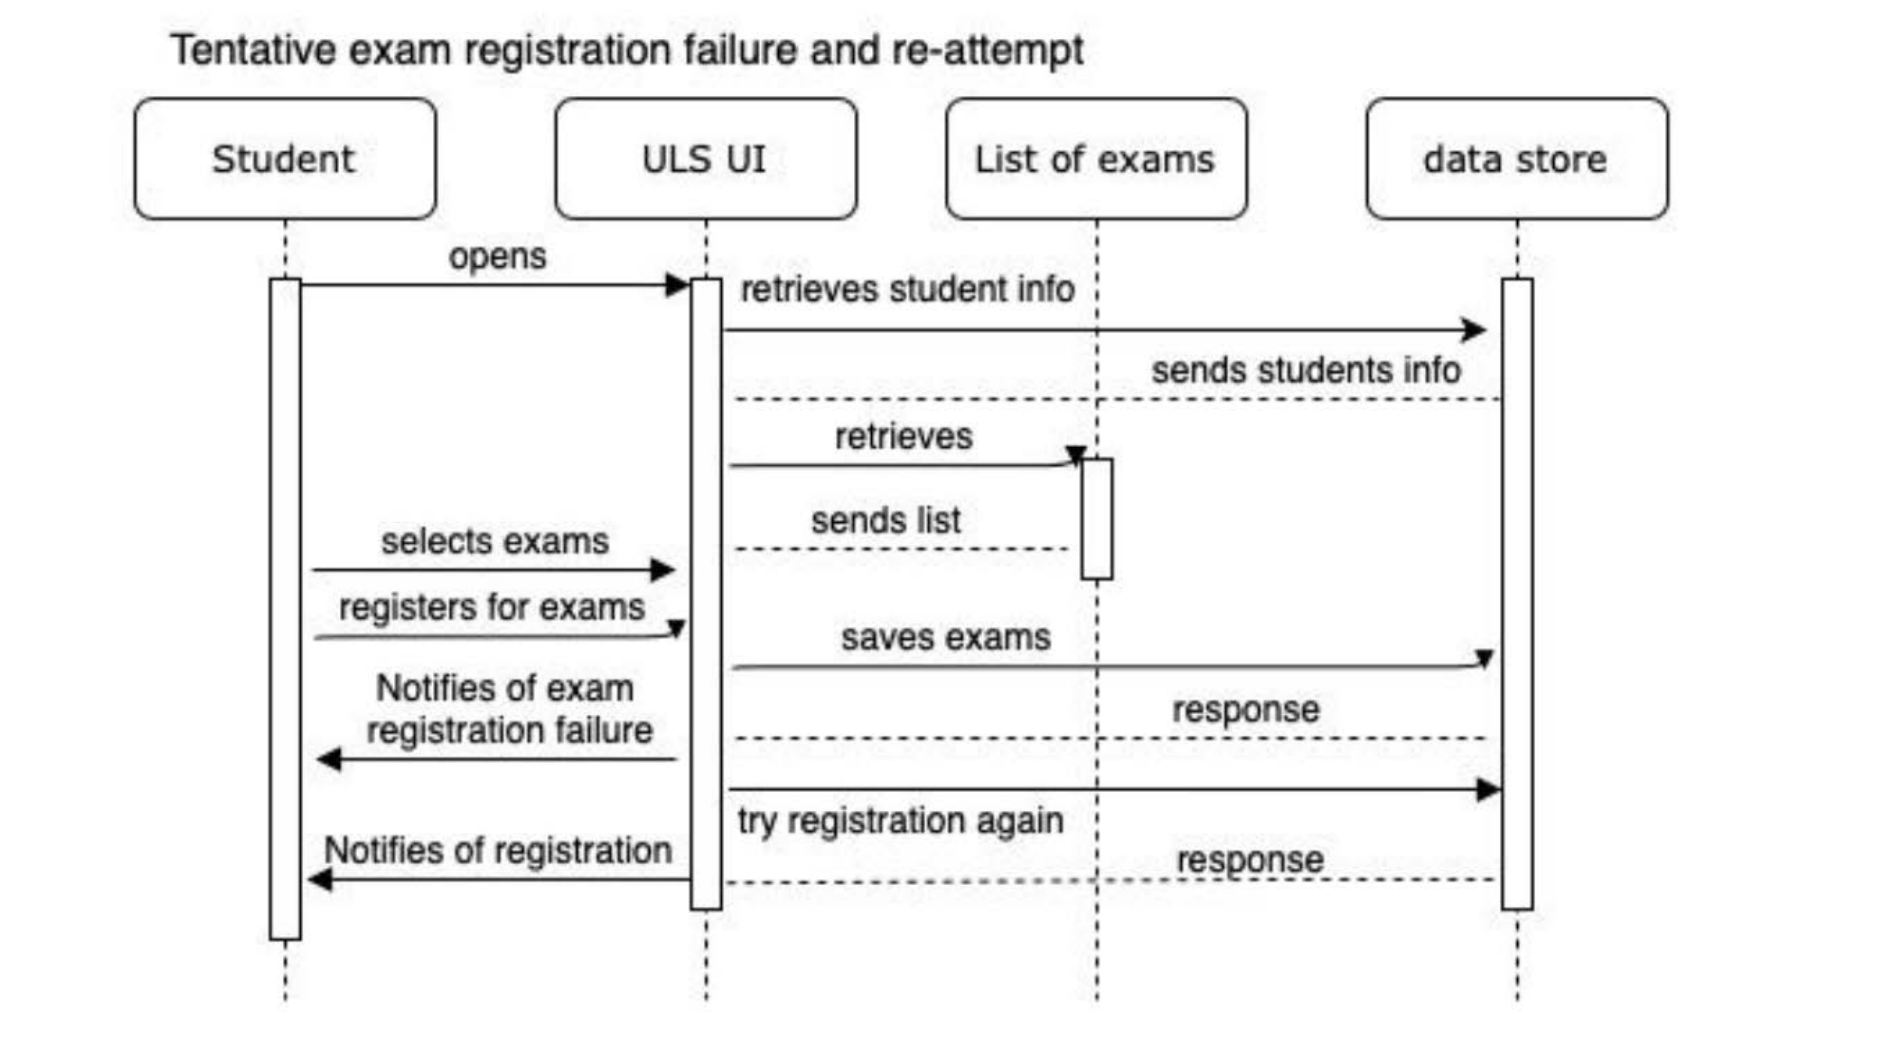 Tentative exam registration failure and re-attempt
Student
ULS UI
List of exams
data store
opens
retrieves student info
sends students info
retrieves
sends list
selects exams
registers for exams
saves exams
Notifies of exam
registration failure
response
try registration again
Notifies of registration
response